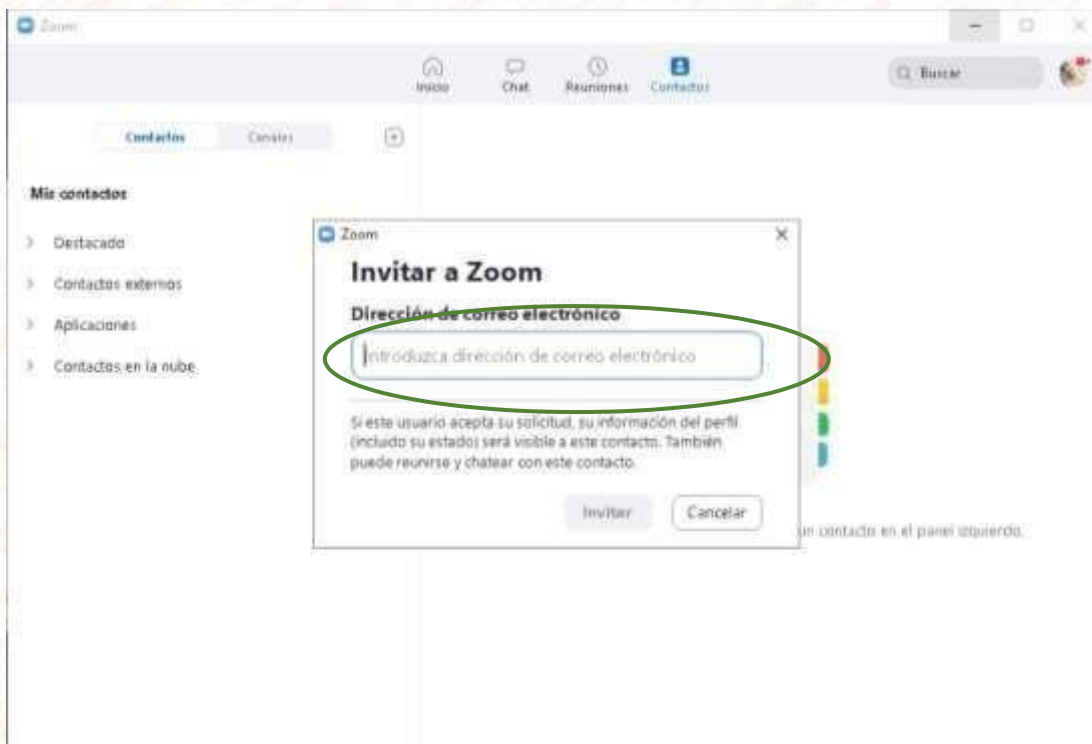 Zoom
Inicio
Chat
Reuniones
Contactos
Buscar
Contactos
Canales
Mis contactos
Destacado
Contactos externos
Aplicaciones
Contactos en la nube
Zoom
Invitar a Zoom
Dirección de correo electrónico
Introduzca dirección de correo electrónico
Si este usuario acepta su solicitud, su información del perfil
(incluido su estado) será visible a este contacto. También
puede reunirse y chatear con este contacto.
Invitar
Cancelar
un contacto en el panel izquierdo.